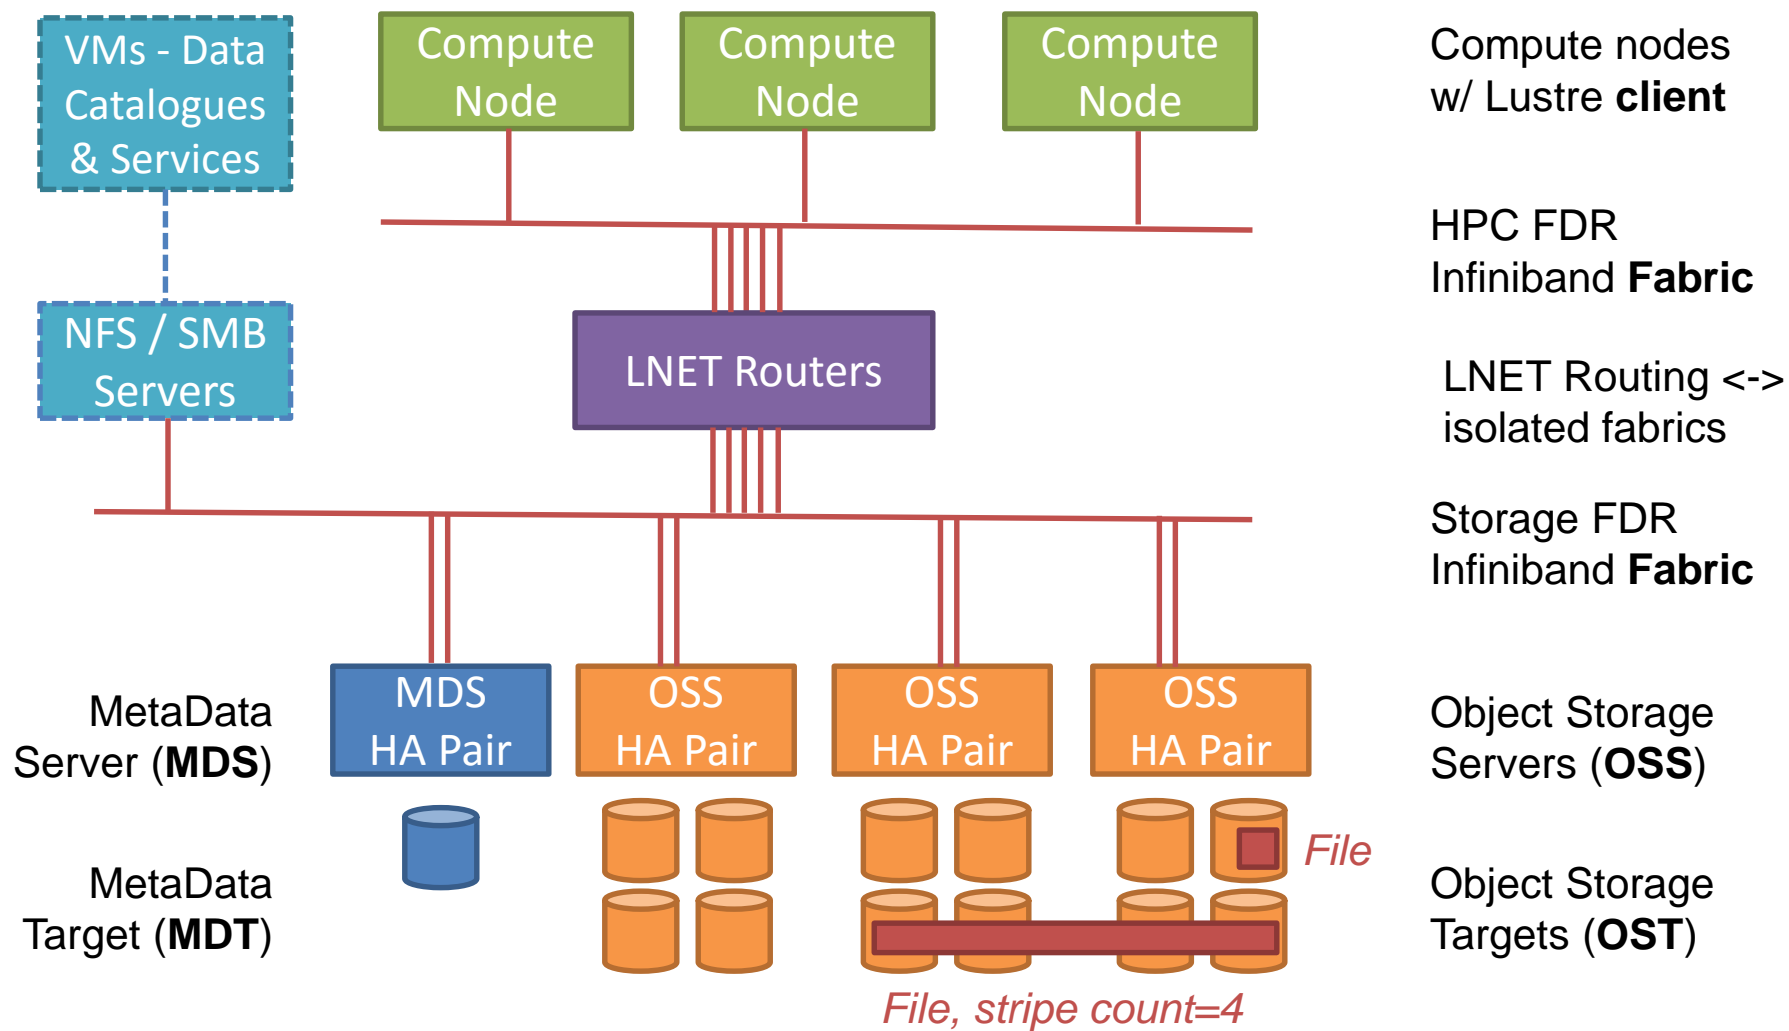 VMs - Data
Catalogues
& Services
Compute
Node
Compute
Node
Compute
Node
Compute nodes
w/ Lustre client
HPC FDR
Infiniband Fabric
NFS / SMB
Servers
LNET Routers
LNET Routing <->
isolated fabrics
Storage FDR
Infiniband Fabric
MetaData
Server (MDS)
MDS
HA Pair
OSS
HA Pair
OSS
HA Pair
OSS
HA Pair
Object Storage
Servers (OSS)
File
MetaData
Target (MDT)
Object Storage
Targets (OST)
File, stripe count=4